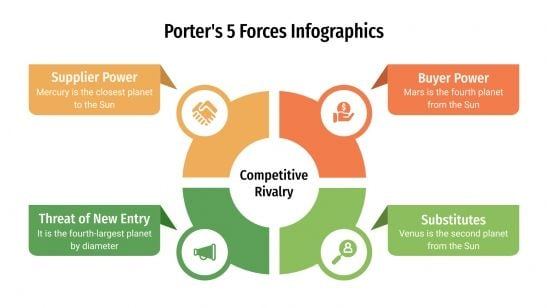 Porter's 5 Forces Infographics
Supplier Power
Mercury is the closest planet
to the Sun
Buyer Power
Mars is the fourth planet
from the Sun
Competitive
Rivalry
Threat of New Entry
It is the fourth-largest planet
by diameter
Substitutes
Venus is the second planet
from the Sun